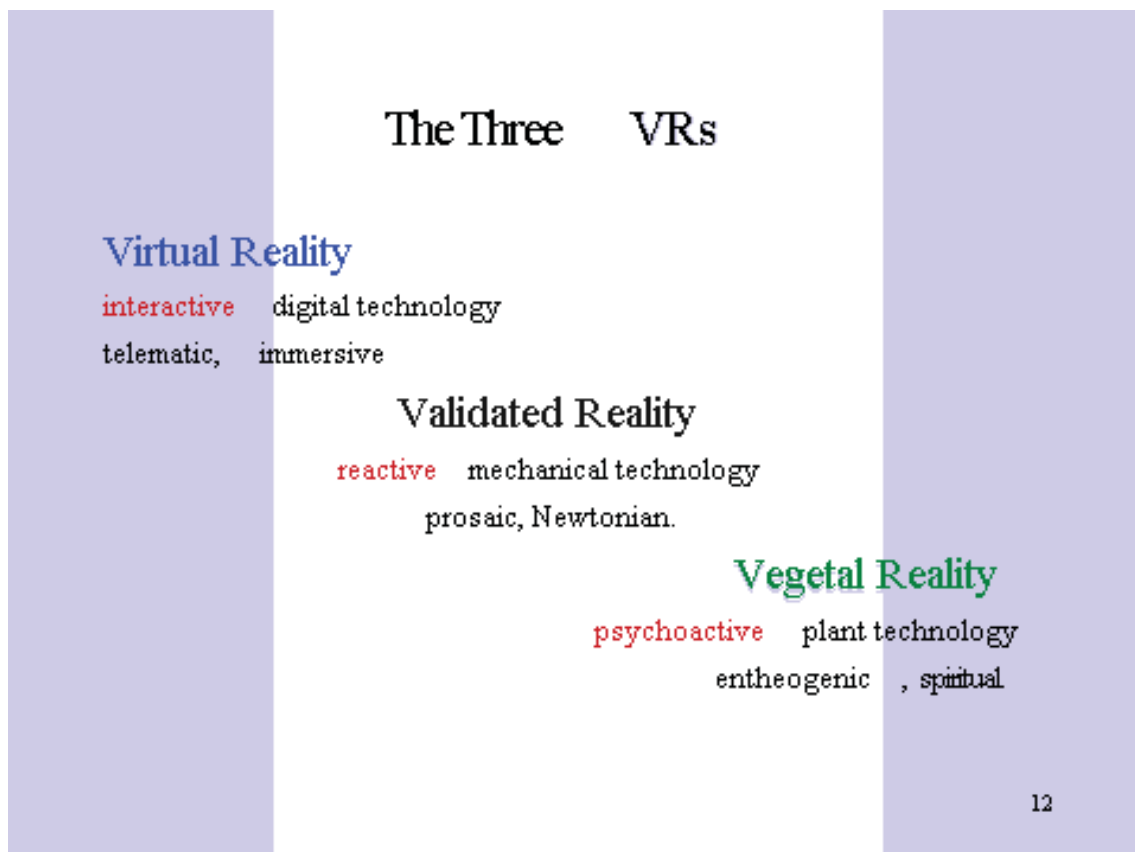 The Three VRs
Virtual Reality
interactive digital technology
telematic, immersive
Validated Reality
reactive mechanical technology
prosaic, Newtonian.
Vegetal Reality
psychoactive plant technology
entheogenic , spiritual
12